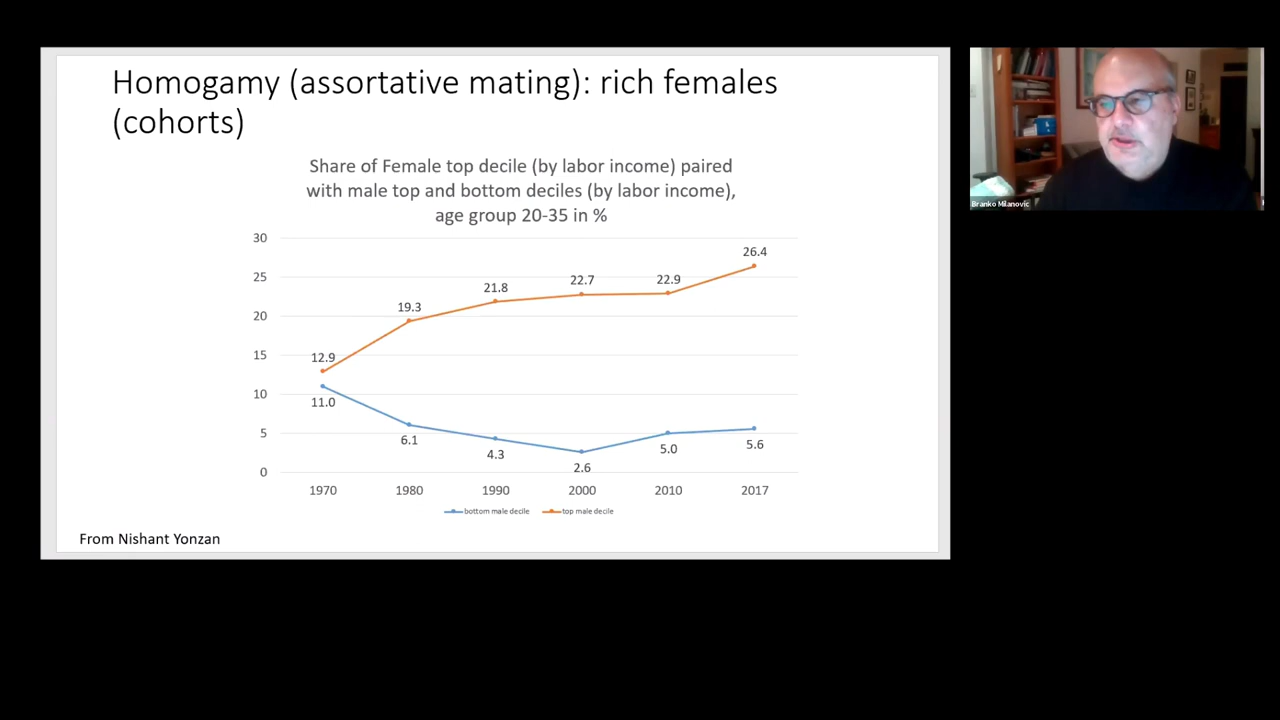 Homogamy (assortative mating): rich females
(cohorts)
Share of Female top decile (by labor income) paired
with male top and bottom deciles (by labor income),
age group 20-35 in %
30
25
20
15
10
5
0
12.9
19.3
21.8
22.7
22.9
26.4
11.0
6.1
4.3
2.6
5.0
5.6
1970
1980
1990
2000
2010
2017
bottom male decile
top male decile
From Nishant Yonzan
Branko Milanovic